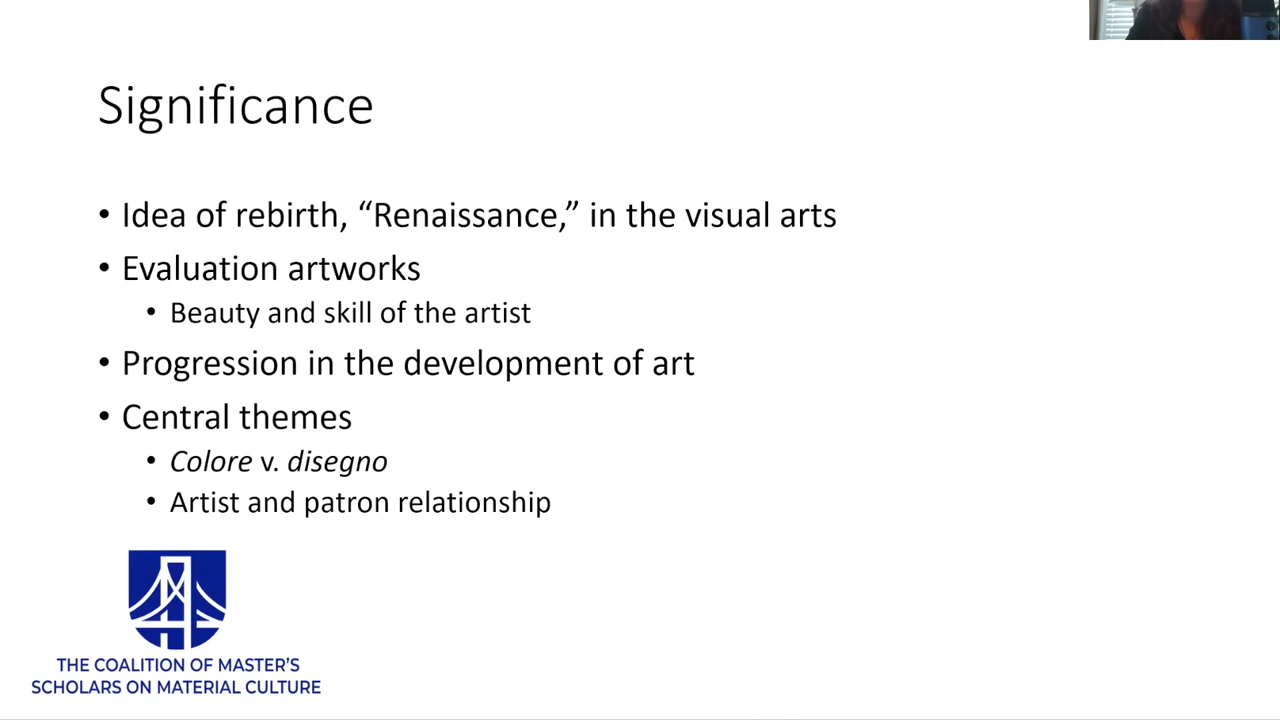 Significance
• Idea of rebirth, “Renaissance,” in the visual arts
• Evaluation artworks
• Beauty and skill of the artist
• Progression in the development of art
• Central themes
• Colore v. disegno
• Artist and patron relationship
THE COALITION OF MASTER’S
SCHOLARS ON MATERIAL CULTURE